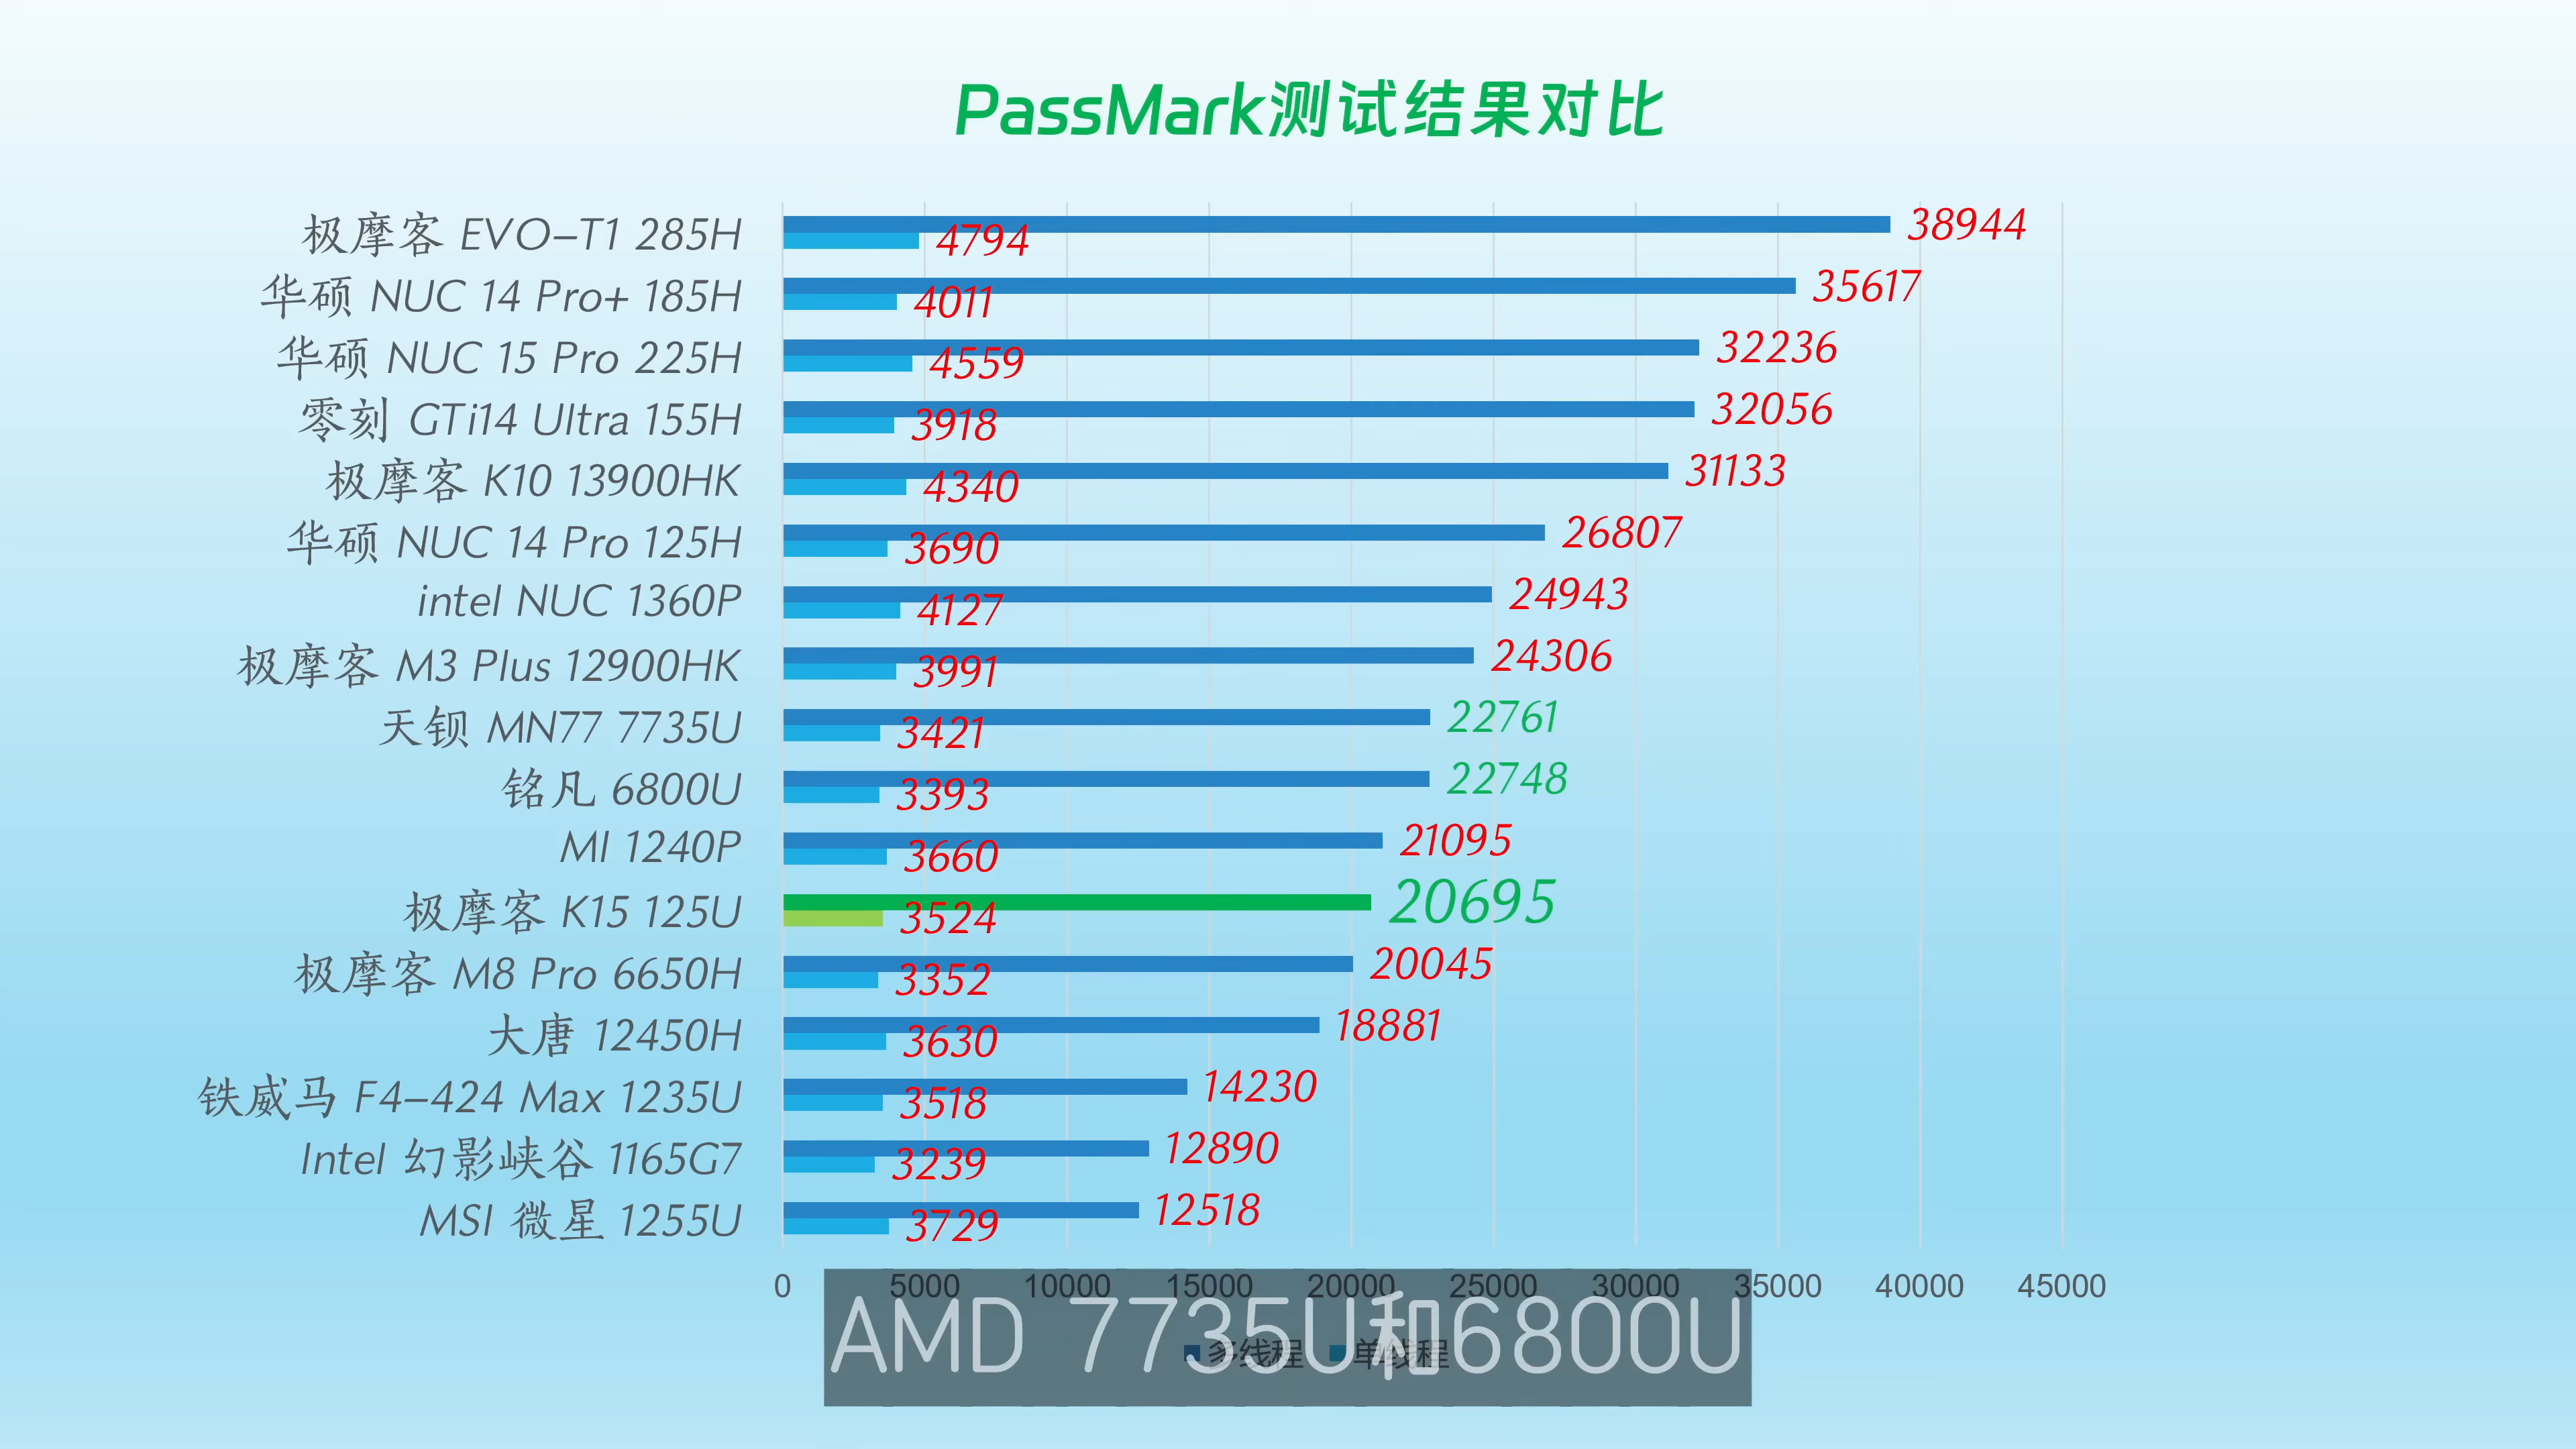 PassMark测试结果对比
极摩客 EVO-T1 285H 38944
4794
华硕 NUC 14 Pro+ 185H 35617
4011
华硕 NUC 15 Pro 225H 32236
4559
零刻 GTi14 Ultra 155H 32056
3918
极摩客 K10 13900HK 31133
4340
华硕 NUC 14 Pro 125H 26807
3690
intel NUC 1360P 24943
4127
极摩客 M3 Plus 12900HK 24306
3991
天钡 MN77 7735U 22761
3421
铭凡 6800U 22748
3393
MI 1240P 21095
3660
极摩客 K15 125U 20695
3524
极摩客 M8 Pro 6650H 20045
3352
大唐 12450H 18881
3630
铁威马 F4-424 Max 1235U 14230
3518
Intel 幻影峡谷 1165G7 12890
3239
MSI 微星 1255U 12518
3729
0 5000 10000 15000 20000 25000 30000 35000 40000 45000
多线程 单线程
AMD 7735U和6800U